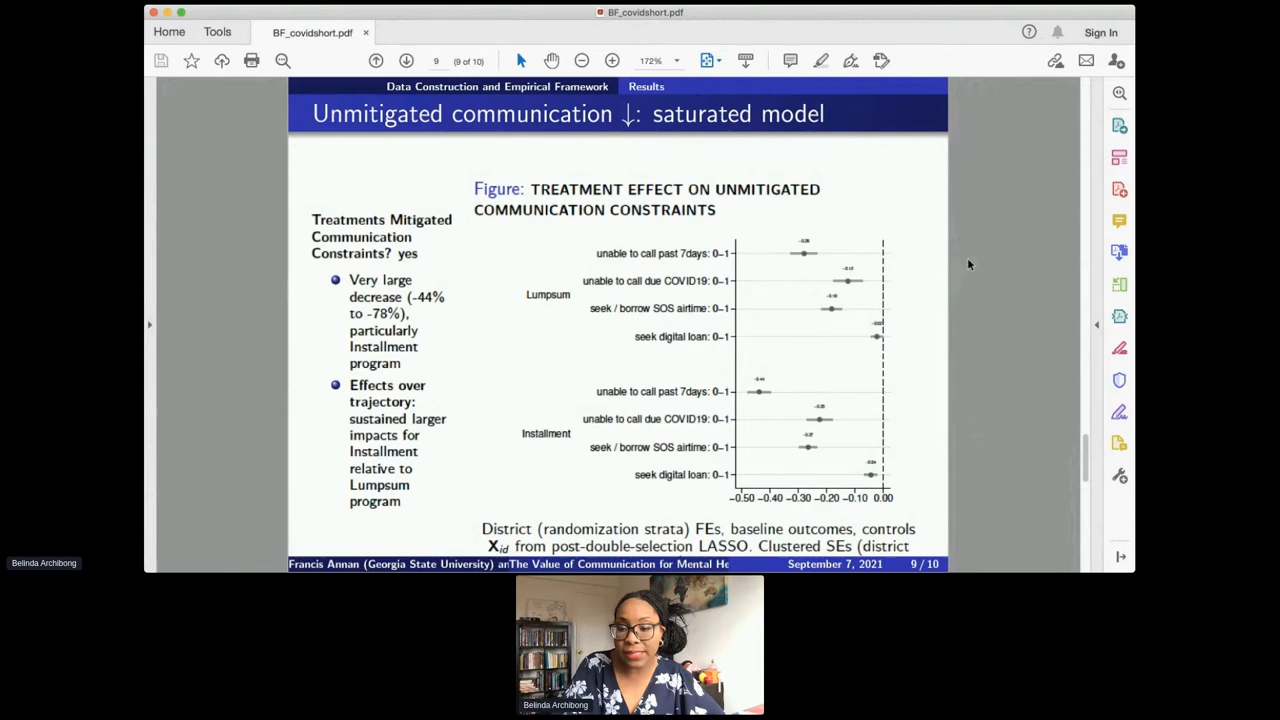 BF_covidshort.pdf
Home Tools BF_covidshort.pdf × Sign In
9 (9 of 10) 172%
Data Construction and Empirical Framework Results
Unmitigated communication ↓: saturated model
Treatments Mitigated
Communication
Constraints? yes
Very large
decrease (-44%
to -78%),
particularly
Installment
program
Effects over
trajectory:
sustained larger
impacts for
Installment
relative to
Lumpsum
program
Figure: TREATMENT EFFECT ON UNMITIGATED
COMMUNICATION CONSTRAINTS
unable to call past 7days: 0–1
unable to call due COVID19: 0–1
Lumpsum
seek / borrow SOS airtime: 0–1
seek digital loan: 0–1
unable to call past 7days: 0–1
-0.44
unable to call due COVID19: 0–1
Installment
seek / borrow SOS airtime: 0–1
-0.27
seek digital loan: 0–1
-0.04
-0.50 -0.40 -0.30 -0.20 -0.10 0.00
District (randomization strata) FEs, baseline outcomes, controls
Xid from post-double-selection LASSO. Clustered SEs (district
Francis Annan (Georgia State University) an The Value of Communication for Mental He September 7, 2021 9 / 10
Belinda Archibong
Belinda Archibong